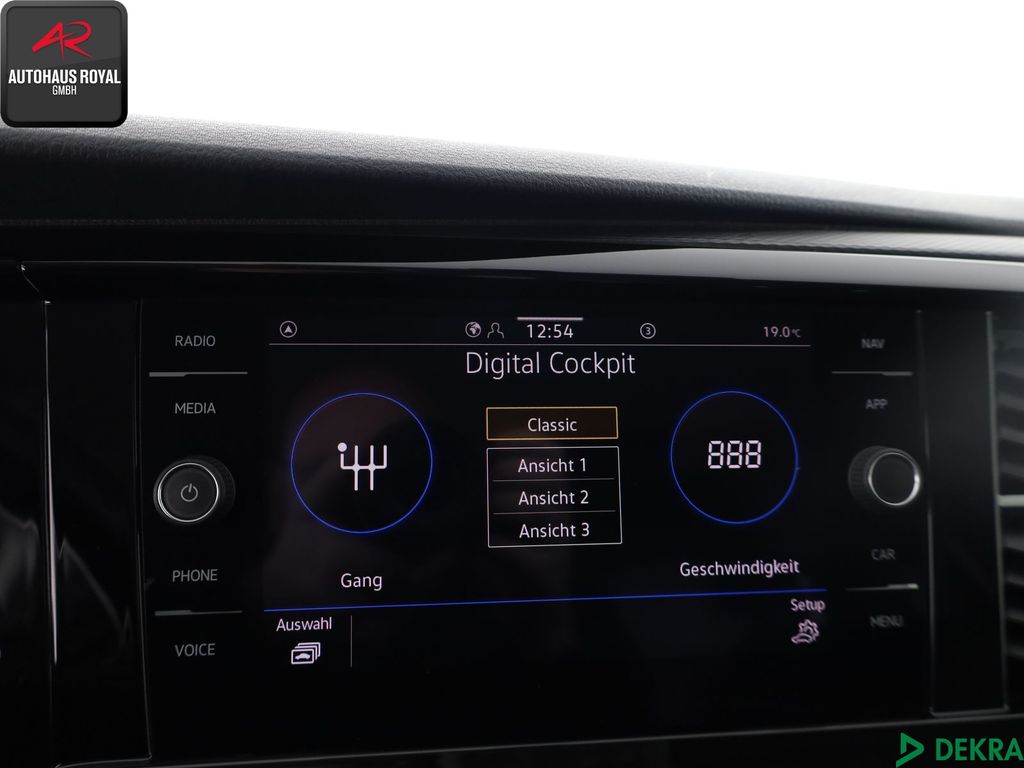 AR
AUTOHAUS ROYAL
GMBH
RADIO
MEDIA
PHONE
VOICE
12:54
3
19.0°C
Digital Cockpit
Classic
Ansicht 1
Ansicht 2
Ansicht 3
888
Gang
Geschwindigkeit
Auswahl
Setup
NAV
APP
CAR
MENU
DEKRA